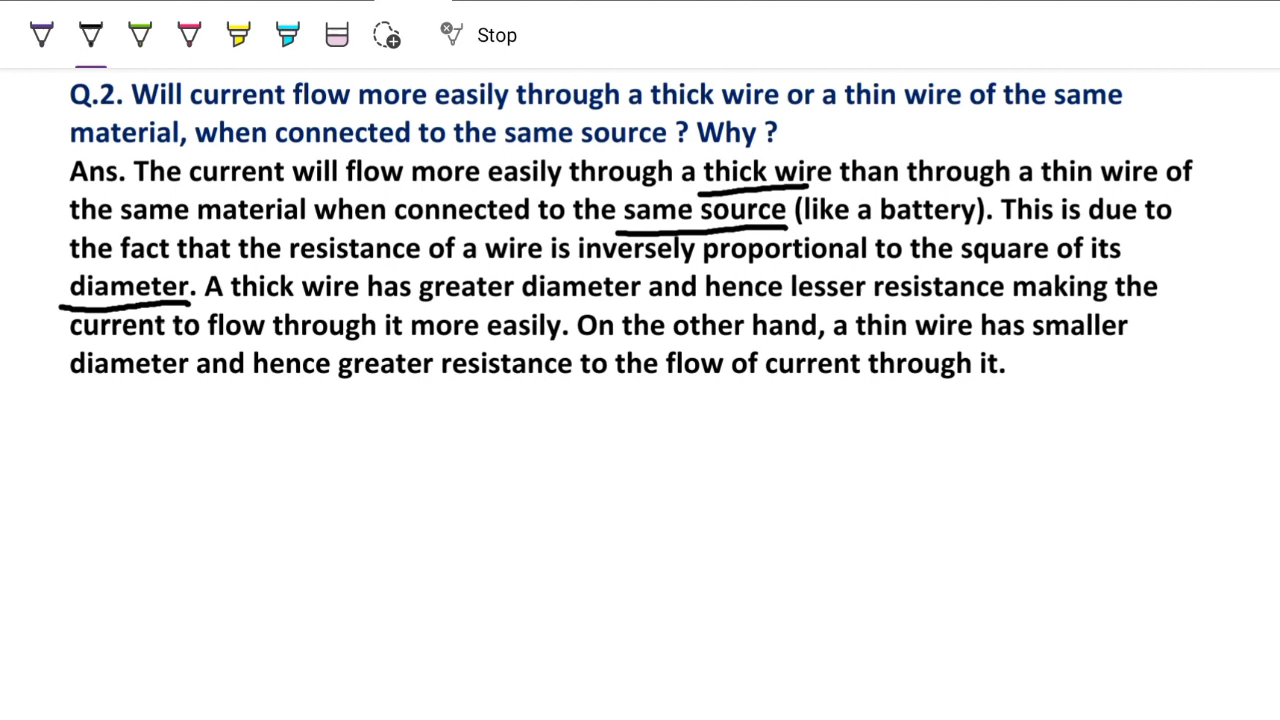 Stop
Q.2. Will current flow more easily through a thick wire or a thin wire of the same
material, when connected to the same source ? Why ?
Ans. The current will flow more easily through a thick wire than through a thin wire of
the same material when connected to the same source (like a battery). This is due to
the fact that the resistance of a wire is inversely proportional to the square of its
diameter. A thick wire has greater diameter and hence lesser resistance making the
current to flow through it more easily. On the other hand, a thin wire has smaller
diameter and hence greater resistance to the flow of current through it.